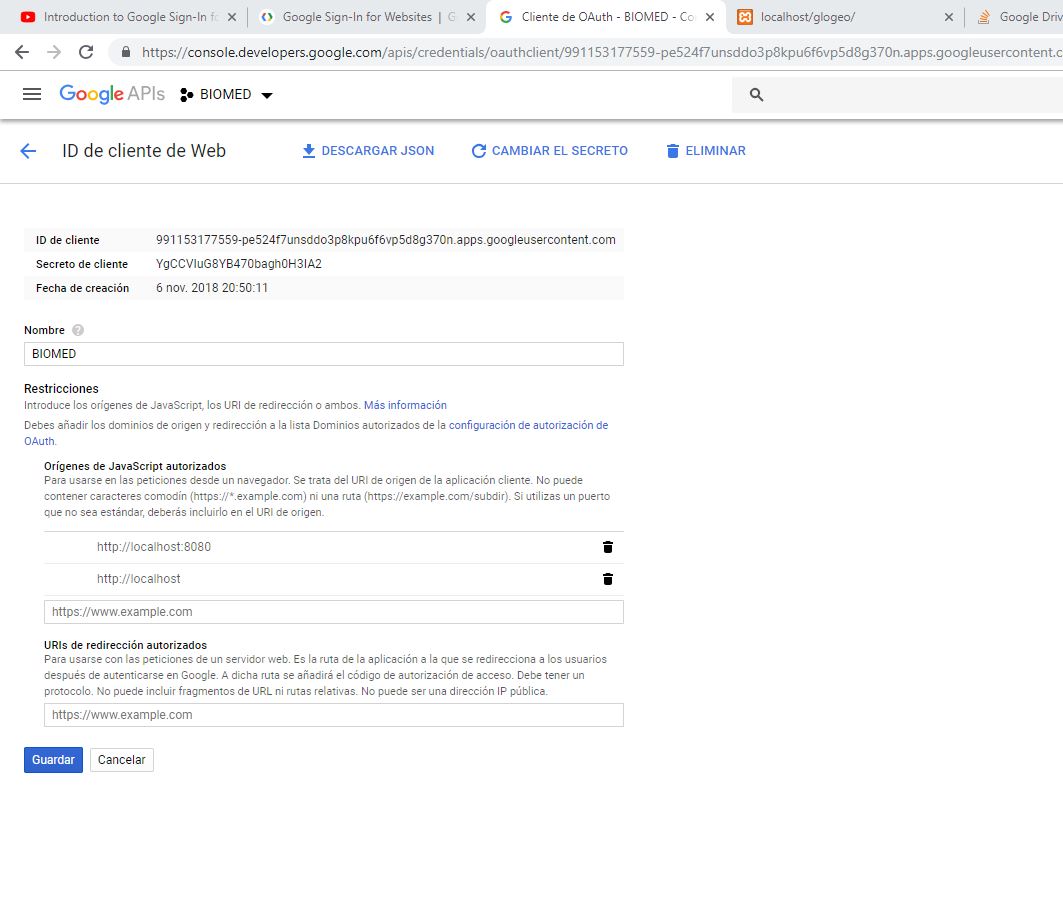 Introduction to Google Sign-In fo
Google Sign-In for Websites | G
Cliente de OAuth - BIOMED - Co
localhost/glogeo/
Google Driv
https://console.developers.google.com/apis/credentials/oauthclient/991153177559-pe524f7unsddo3p8kpu6f6vp5d8g370n.apps.googleusercontent.c
Google APIs BIOMED
ID de cliente de Web DESCARGAR JSON CAMBIAR EL SECRETO ELIMINAR
ID de cliente 991153177559-pe524f7unsddo3p8kpu6f6vp5d8g370n.apps.googleusercontent.com
Secreto de cliente YgCCVIuG8YB470bagh0H3IA2
Fecha de creación 6 nov. 2018 20:50:11
Nombre ?
BIOMED
Restricciones
Introduce los orígenes de JavaScript, los URI de redirección o ambos. Más información
Debes añadir los dominios de origen y redirección a la lista Dominios autorizados de la configuración de autorización de
OAuth.
Orígenes de JavaScript autorizados
Para usarse en las peticiones desde un navegador. Se trata del URI de origen de la aplicación cliente. No puede
contener caracteres comodín (https://*.example.com) ni una ruta (https://example.com/subdir). Si utilizas un puerto
que no sea estándar, deberás incluirlo en el URI de origen.
http://localhost:8080
http://localhost
https://www.example.com
URIs de redirección autorizados
Para usarse con las peticiones de un servidor web. Es la ruta de la aplicación a la que se redirecciona a los usuarios
después de autenticarse en Google. A dicha ruta se añadirá el código de autorización de acceso. Debe tener un
protocolo. No puede incluir fragmentos de URL ni rutas relativas. No puede ser una dirección IP pública.
https://www.example.com
Guardar Cancelar